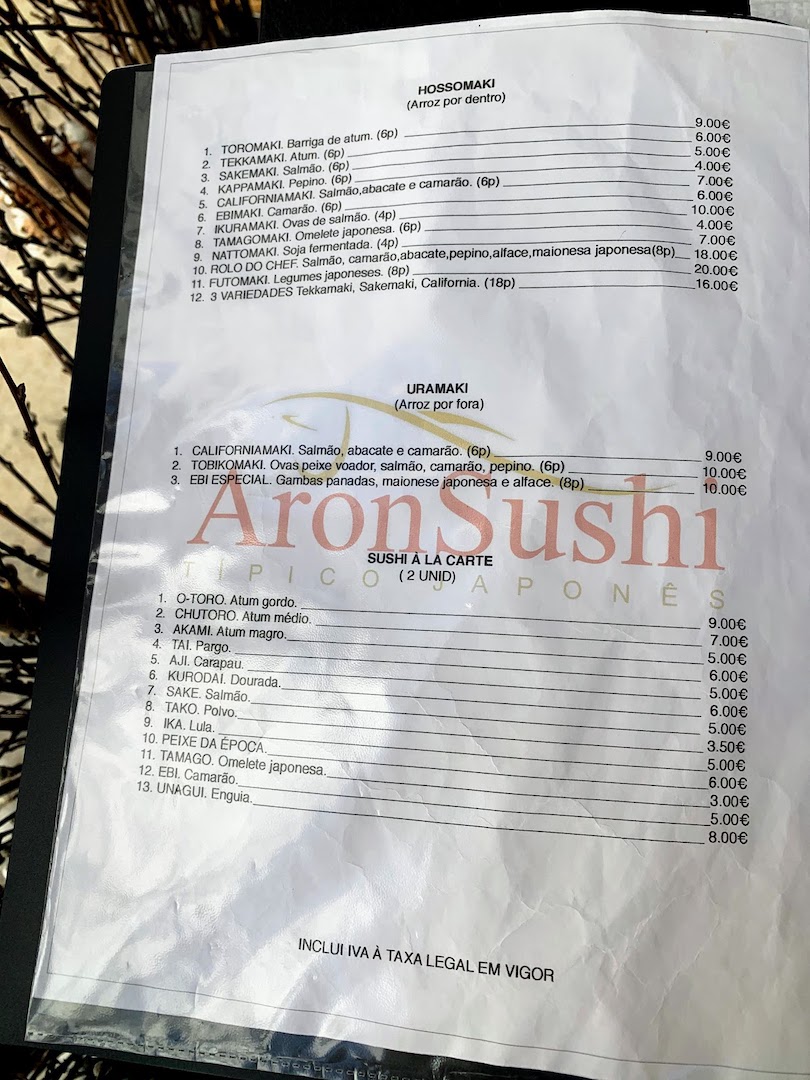 HOSSOMAKI
(Arroz por dentro)
1. TOROMAKI. Barriga de atum. (6p) 9.00€
2. TEKKAMAKI. Atum. (6p) 6.00€
3. SAKEMAKI. Salmão. (6p) 5.00€
4. KAPPAMAKI. Pepino. (6p) 4.00€
5. CALIFORNIAMAKI. Salmão,abacate e camarão. (6p) 7.00€
6. EBIMAKI. Camarão. (6p) 6.00€
7. IKURAMAKI. Ovas de salmão. (4p) 10.00€
8. TAMAGOMAKI. Omelete japonesa. (6p) 4.00€
9. NATTOMAKI. Soja fermentada. (4p) 7.00€
10. ROLO DO CHEF. Salmão, camarão,abacate,pepino,alface,maionesa japonesa(8p) 18.00€
11. FUTOMAKI. Legumes japoneses. (8p) 20.00€
12. 3 VARIEDADES Tekkamaki, Sakemaki, California. (18p) 16.00€
URAMAKI
(Arroz por fora)
1. CALIFORNIAMAKI. Salmão, abacate e camarão. (6p) 9.00€
2. TOBIKOMAKI. Ovas peixe voador, salmão, camarão, pepino. (6p) 10.00€
3. EBI ESPECIAL. Gambas panadas, maionese japonesa e alface. (8p) 10.00€
AronSushi
TÍPICO JAPONÊS
SUSHI À LA CARTE
( 2 UNID)
1. O-TORO. Atum gordo. 9.00€
2. CHUTORO. Atum médio. 7.00€
3. AKAMI. Atum magro. 5.00€
4. TAI. Pargo. 6.00€
5. AJI. Carapau. 5.00€
6. KURODAI. Dourada. 6.00€
7. SAKE. Salmão. 5.00€
8. TAKO. Polvo. 3.50€
9. IKA. Lula. 5.00€
10. PEIXE DA ÉPOCA. 6.00€
11. TAMAGO. Omelete japonesa. 3.00€
12. EBI. Camarão. 5.00€
13. UNAGUI. Enguia. 8.00€
INCLUI IVA À TAXA LEGAL EM VIGOR